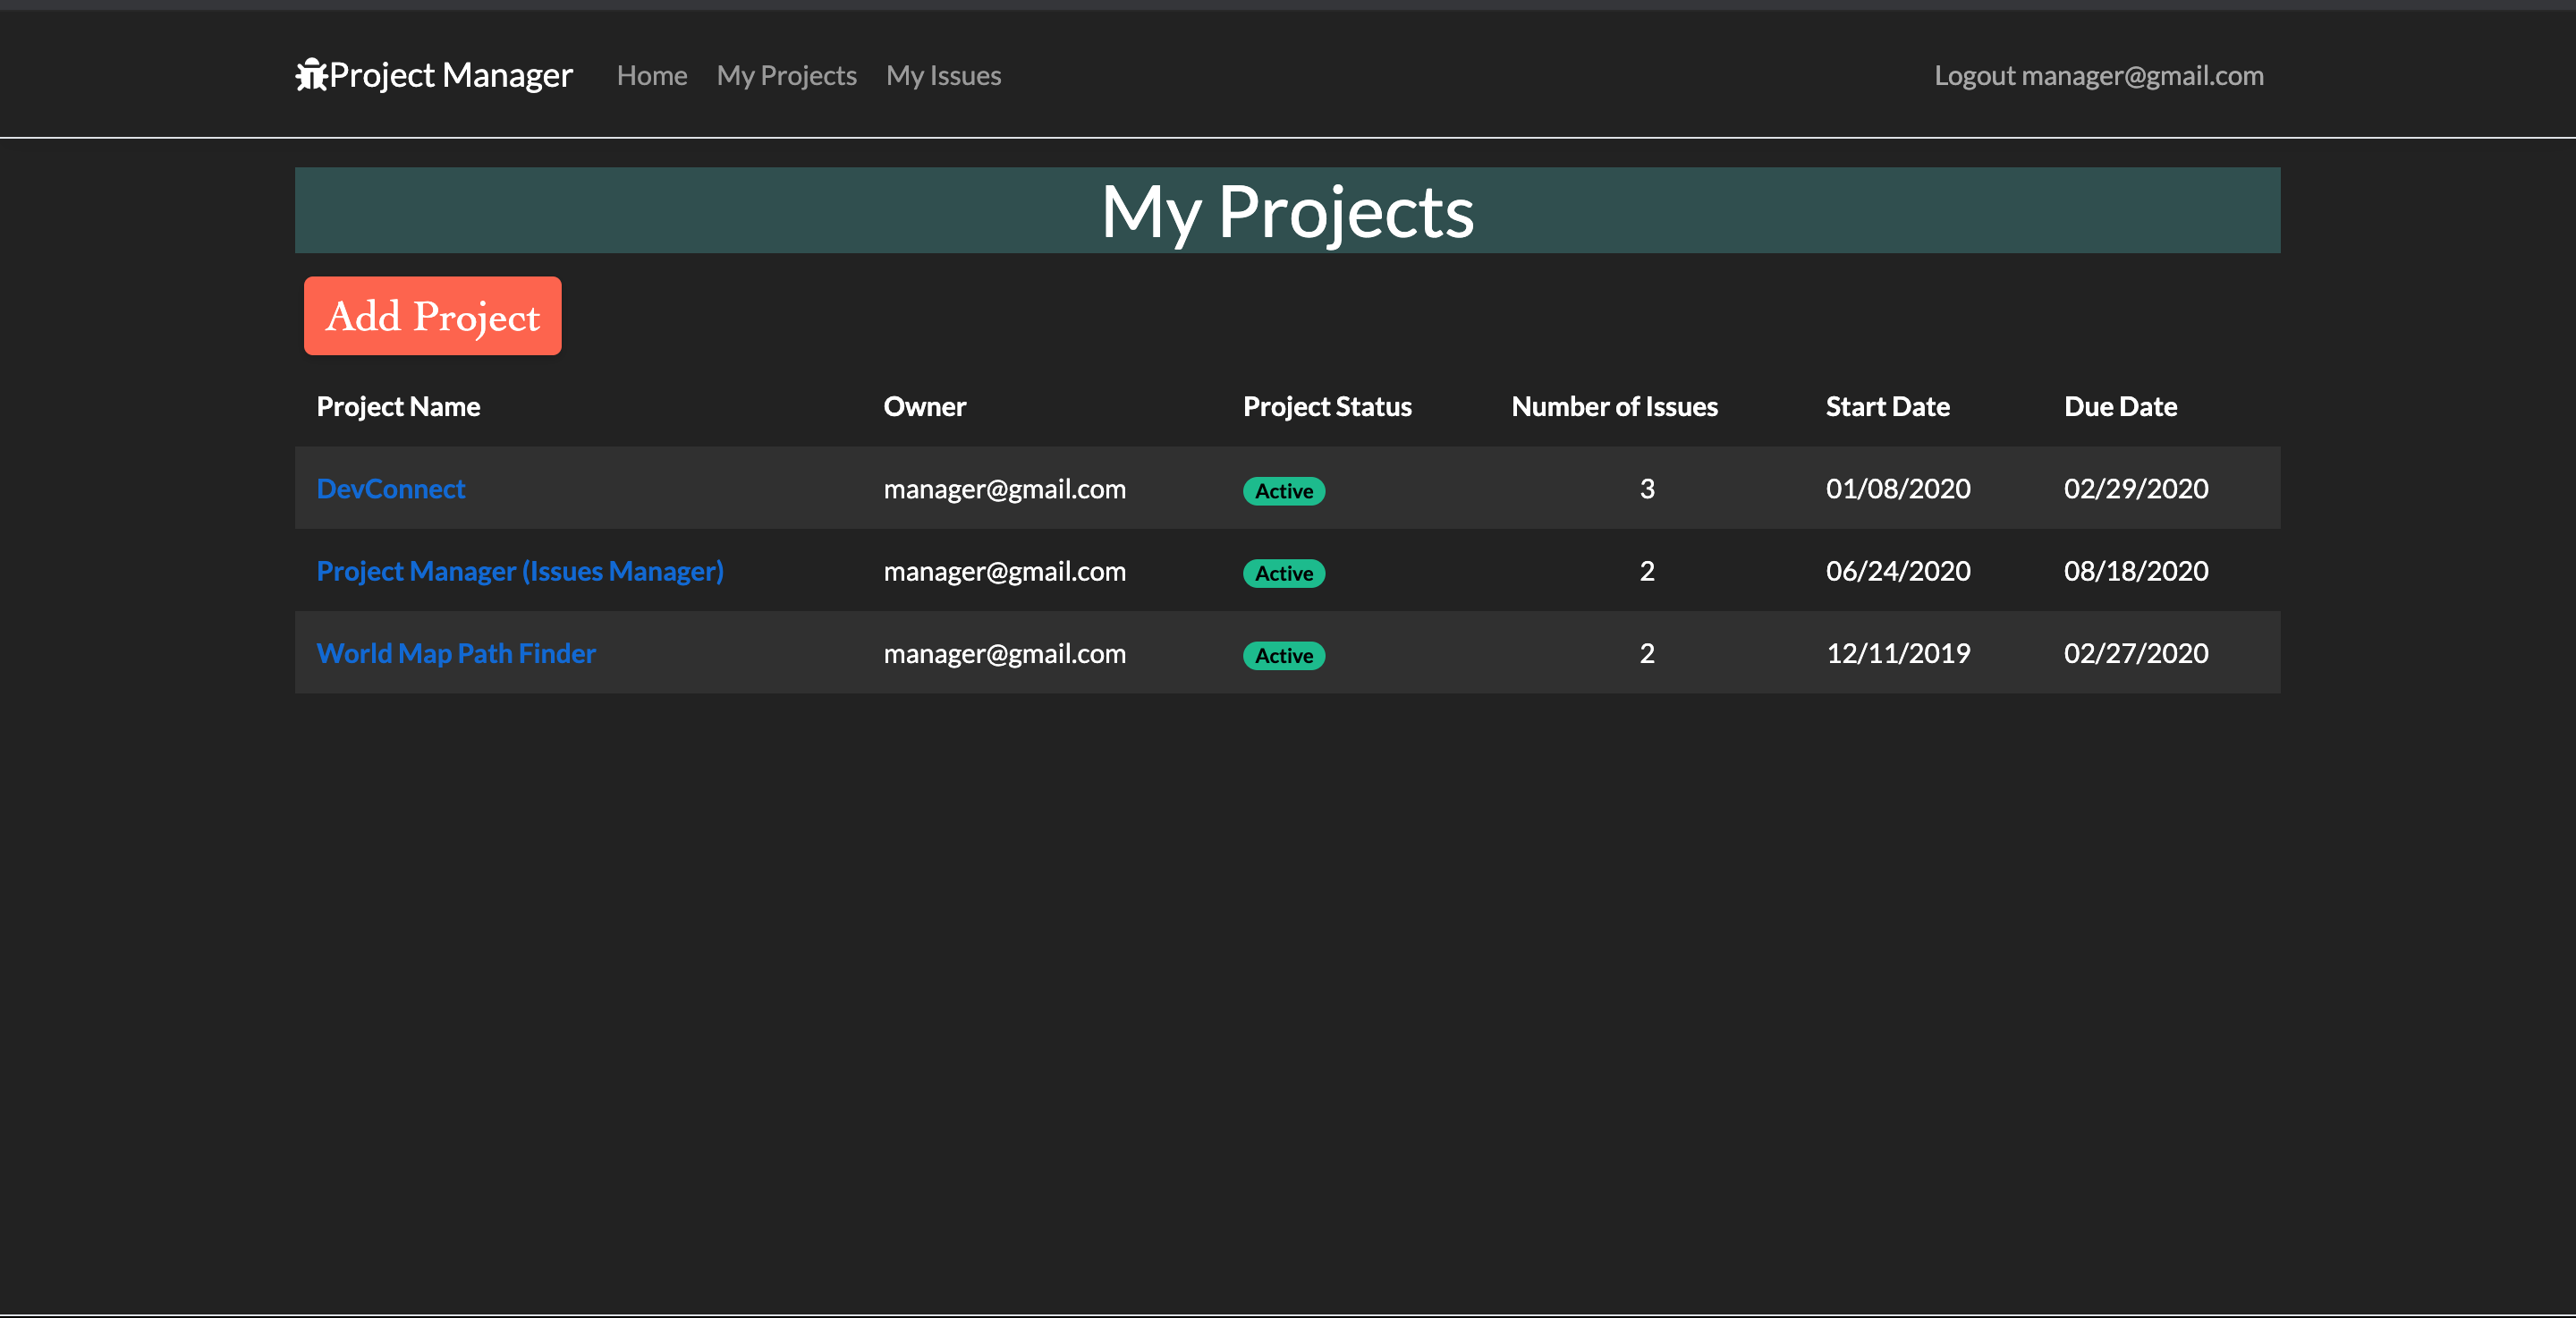 Project Manager Home My Projects My Issues Logout manager@gmail.com
My Projects
Add Project
Project Name Owner Project Status Number of Issues Start Date Due Date
DevConnect manager@gmail.com Active 3 01/08/2020 02/29/2020
Project Manager (Issues Manager) manager@gmail.com Active 2 06/24/2020 08/18/2020
World Map Path Finder manager@gmail.com Active 2 12/11/2019 02/27/2020